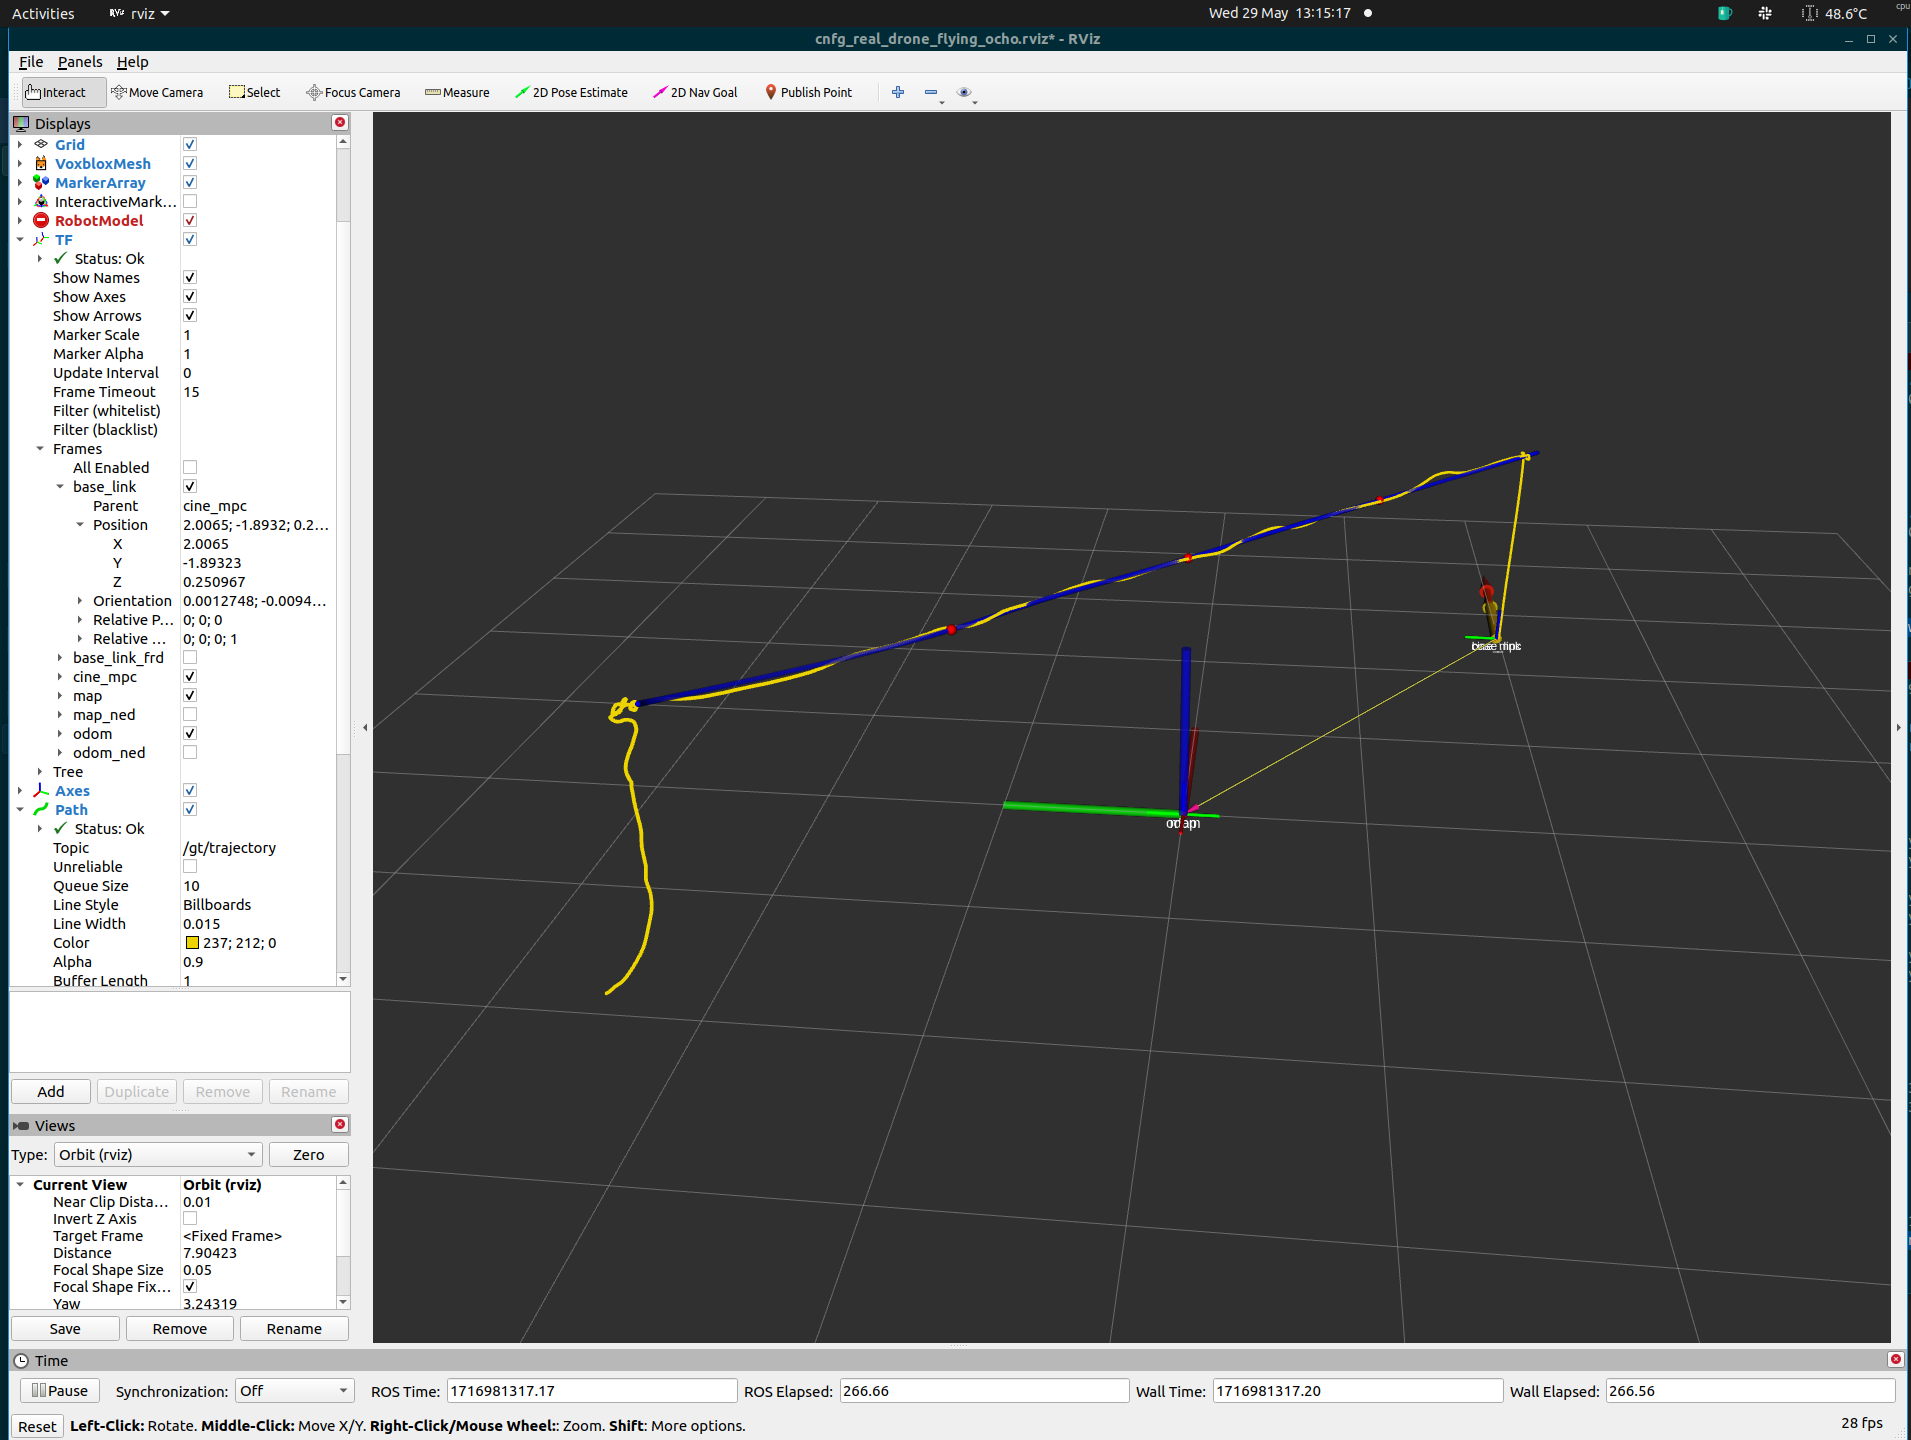 Activities rviz Wed 29 May 13:15:17 48.6°C cpu
cnfg_real_drone_flying_ocho.rviz* - RViz
File Panels Help
Interact Move Camera Select Focus Camera Measure 2D Pose Estimate 2D Nav Goal Publish Point
Displays
Grid
VoxbloxMesh
MarkerArray
InteractiveMark...
RobotModel
TF
Status: Ok
Show Names
Show Axes
Show Arrows
Marker Scale 1
Marker Alpha 1
Update Interval 0
Frame Timeout 15
Filter (whitelist)
Filter (blacklist)
Frames
All Enabled
base_link
Parent cine_mpc
Position 2.0065; -1.8932; 0.2...
X 2.0065
Y -1.89323
Z 0.250967
Orientation 0.0012748; -0.0094...
Relative P... 0; 0; 0
Relative ... 0; 0; 0; 1
base_link_frd
cine_mpc
map
map_ned
odom
odom_ned
Tree
Axes
Path
Status: Ok
Topic /gt/trajectory
Unreliable
Queue Size 10
Line Style Billboards
Line Width 0.015
Color 237; 212; 0
Alpha 0.9
Buffer Length 1
Add Duplicate Remove Rename
Views
Type: Orbit (rviz) Zero
Current View Orbit (rviz)
Near Clip Dista... 0.01
Invert Z Axis
Target Frame <Fixed Frame>
Distance 7.90423
Focal Shape Size 0.05
Focal Shape Fix...
Yaw 3.24319
Save Remove Rename
Time
Pause Synchronization: Off ROS Time: 1716981317.17 ROS Elapsed: 266.66 Wall Time: 1716981317.20 Wall Elapsed: 266.56
Reset Left-Click: Rotate. Middle-Click: Move X/Y. Right-Click/Mouse Wheel:: Zoom. Shift: More options. 28 fps